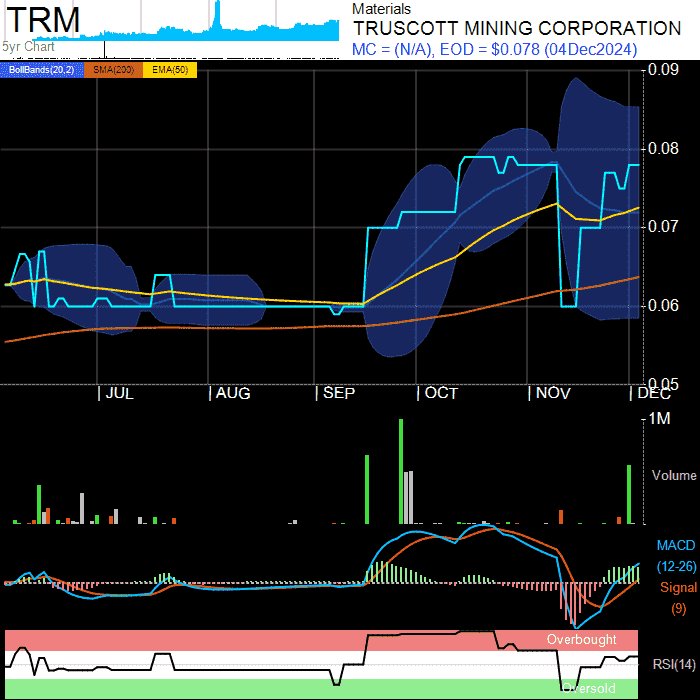 TRM
5yr Chart
Materials
TRUSCOTT MINING CORPORATION
MC = (N/A), EOD = $0.078 (04Dec2024)
BollBands(20,2) SMA(200) EMA(50)
0.09
0.08
0.07
0.06
0.05
JUL AUG SEP OCT NOV DEC
1M
Volume
MACD
(12-26)
Signal
(9)
Overbought
RSI(14)
Oversold